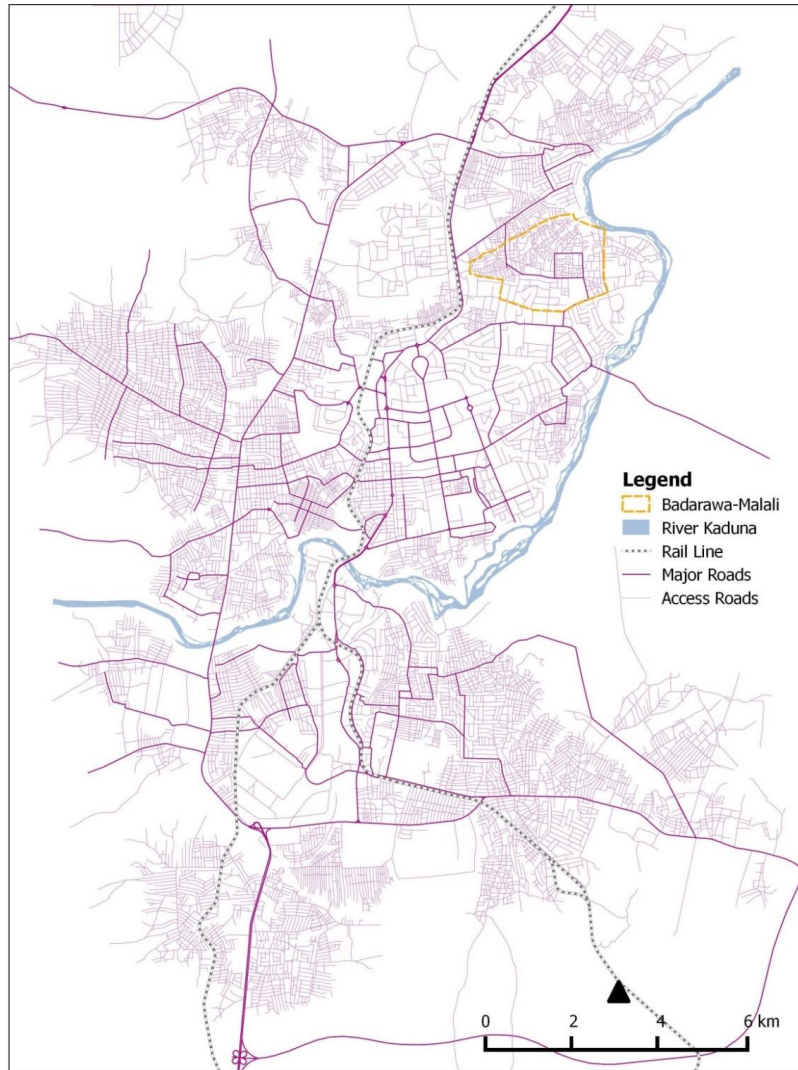 Legend
Badarawa-Malali
River Kaduna
Rail Line
Major Roads
Access Roads
0 2 4 6 km